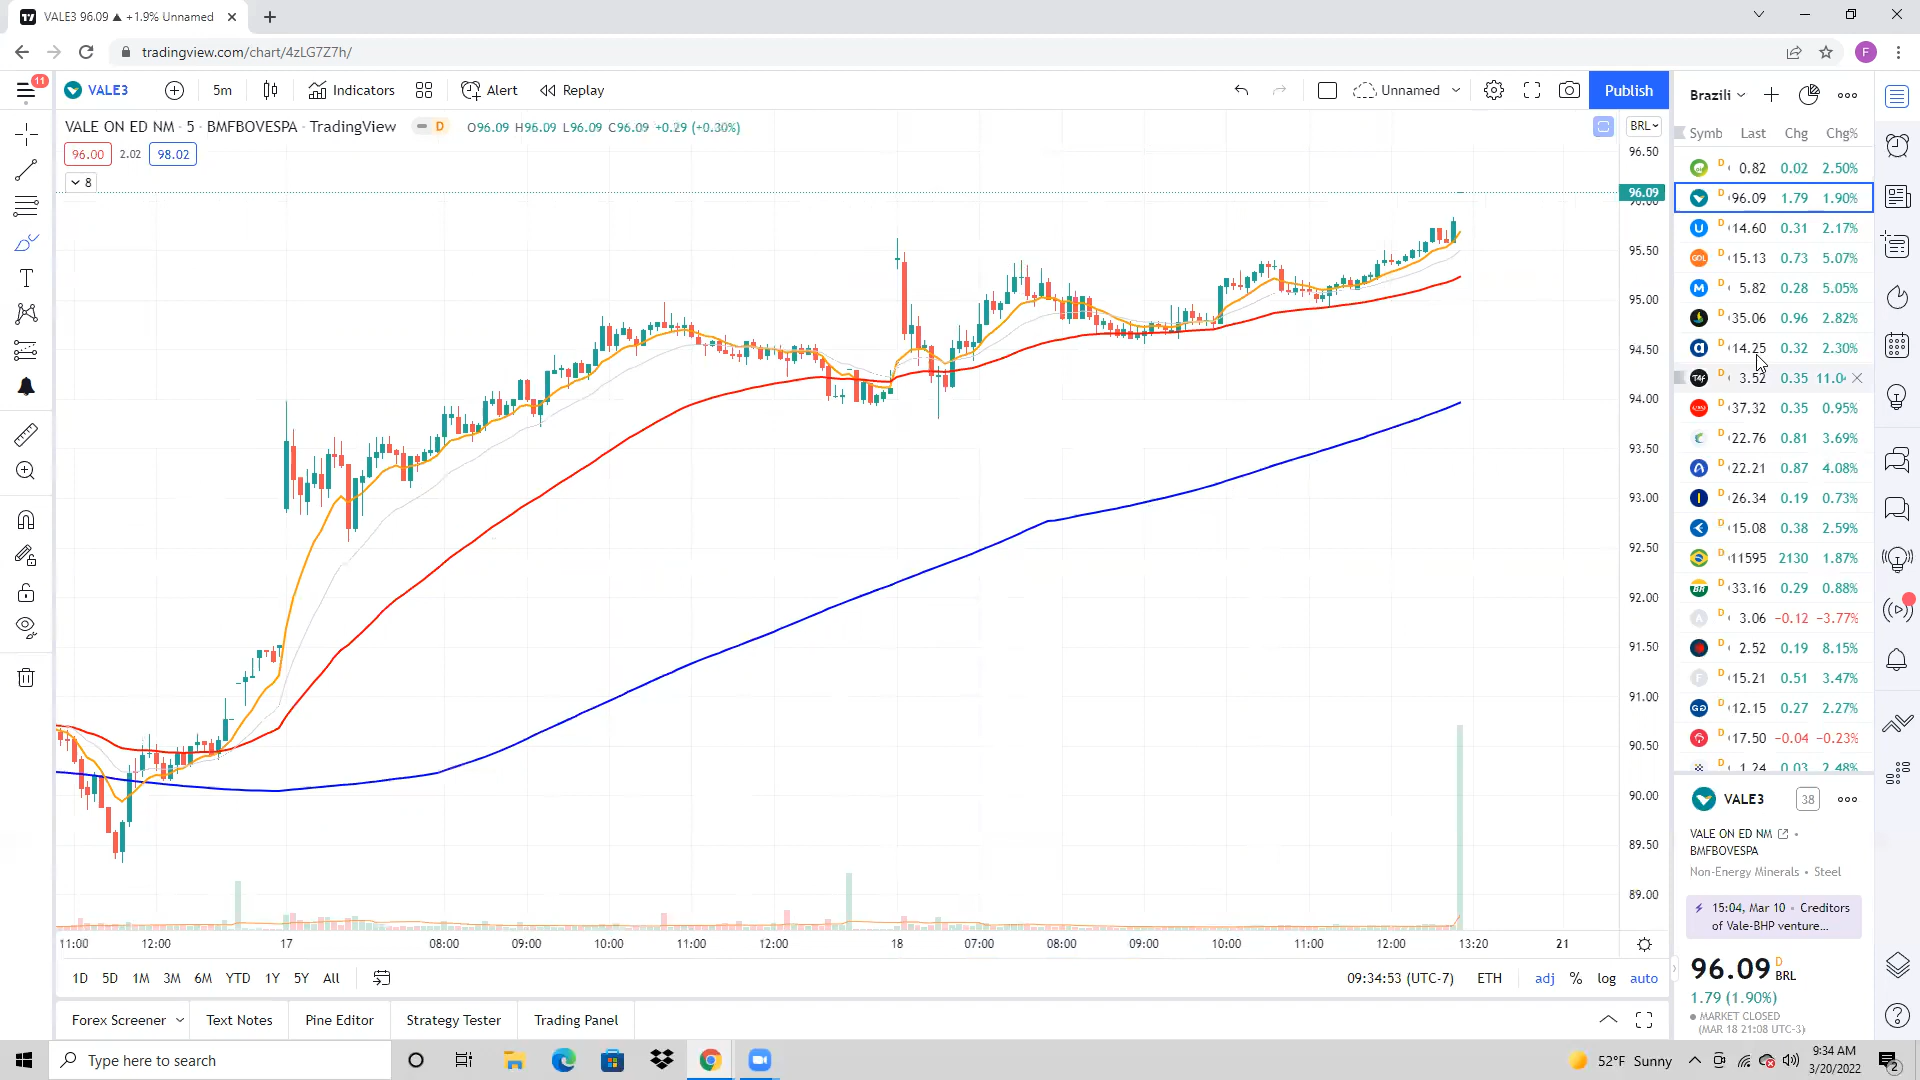 VALE3 96.09 ▲ +1.9% Unnamed
tradingview.com/chart/4zLG7Z7h/
F
11
VALE3
5m
Indicators
Alert
Replay
Unnamed
Publish
Brazili
VALE ON ED NM · 5 · BMFBOVESPA · TradingView
D
O96.09 H96.09 L96.09 C96.09 +0.29 (+0.30%)
BRL
96.00 2.02 98.02
8
96.50
96.09
96.00
95.50
95.00
94.50
94.00
93.50
93.00
92.50
92.00
91.50
91.00
90.50
90.00
89.50
89.00
11:00 12:00 17 08:00 09:00 10:00 11:00 12:00 18 07:00 08:00 09:00 10:00 11:00 12:00 13:20 21
1D 5D 1M 3M 6M YTD 1Y 5Y All
09:34:53 (UTC-7) ETH adj % log auto
Forex Screener Text Notes Pine Editor Strategy Tester Trading Panel
Symb Last Chg Chg%
D 0.82 0.02 2.50%
D 96.09 1.79 1.90%
U D 14.60 0.31 2.17%
GOL D 15.13 0.73 5.07%
M D 5.82 0.28 5.05%
D 35.06 0.96 2.82%
a D 14.25 0.32 2.30%
T4F D 3.52 0.35 11.04
D 37.32 0.35 0.95%
D 22.76 0.81 3.69%
D 22.21 0.87 4.08%
I D 26.34 0.19 0.73%
D 15.08 0.38 2.59%
D 11595 2130 1.87%
BR D 33.16 0.29 0.88%
A D 3.06 −0.12 −3.77%
D 2.52 0.19 8.15%
F D 15.21 0.51 3.47%
D 12.15 0.27 2.27%
D 17.50 −0.04 −0.23%
D 1.24 0.03 2.48%
VALE3 38
VALE ON ED NM •
BMFBOVESPA
Non-Energy Minerals • Steel
15:04, Mar 10 • Creditors
of Vale-BHP venture...
96.09 D BRL
1.79 (1.90%)
MARKET CLOSED
(MAR 18 21:08 UTC-3)
Type here to search
52°F Sunny
9:34 AM
3/20/2022
2